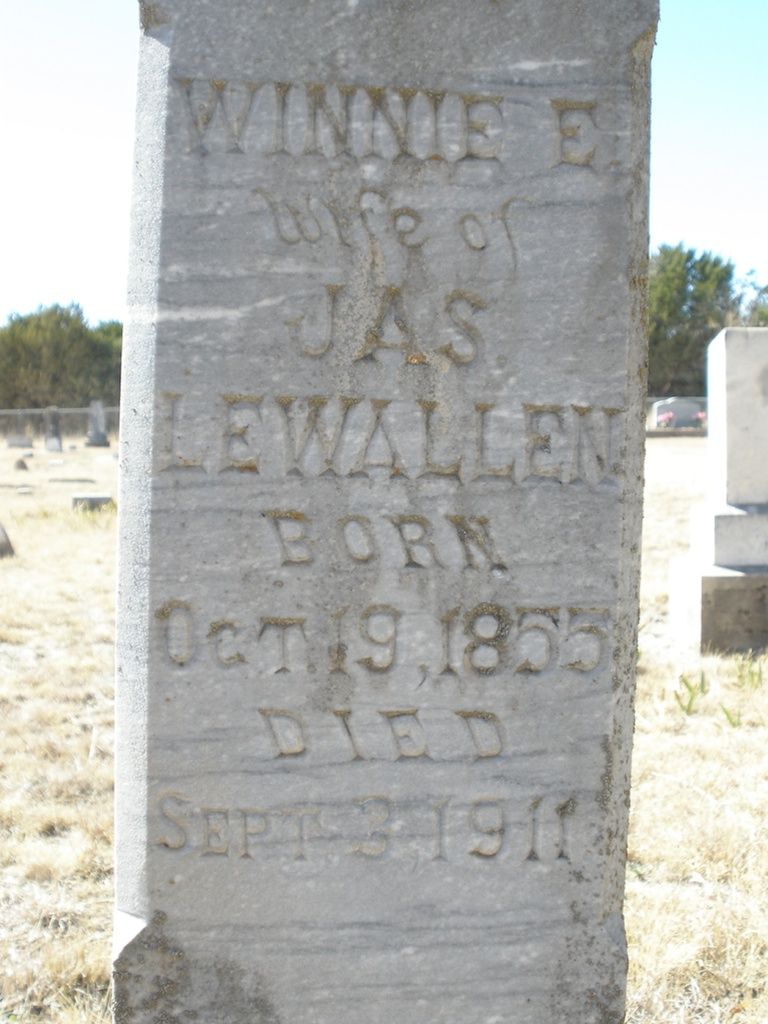 WINNIE E.
Wife of
JAS.
LEWALLEN
BORN
OCT. 19, 1855
DIED
SEPT. 3, 1911